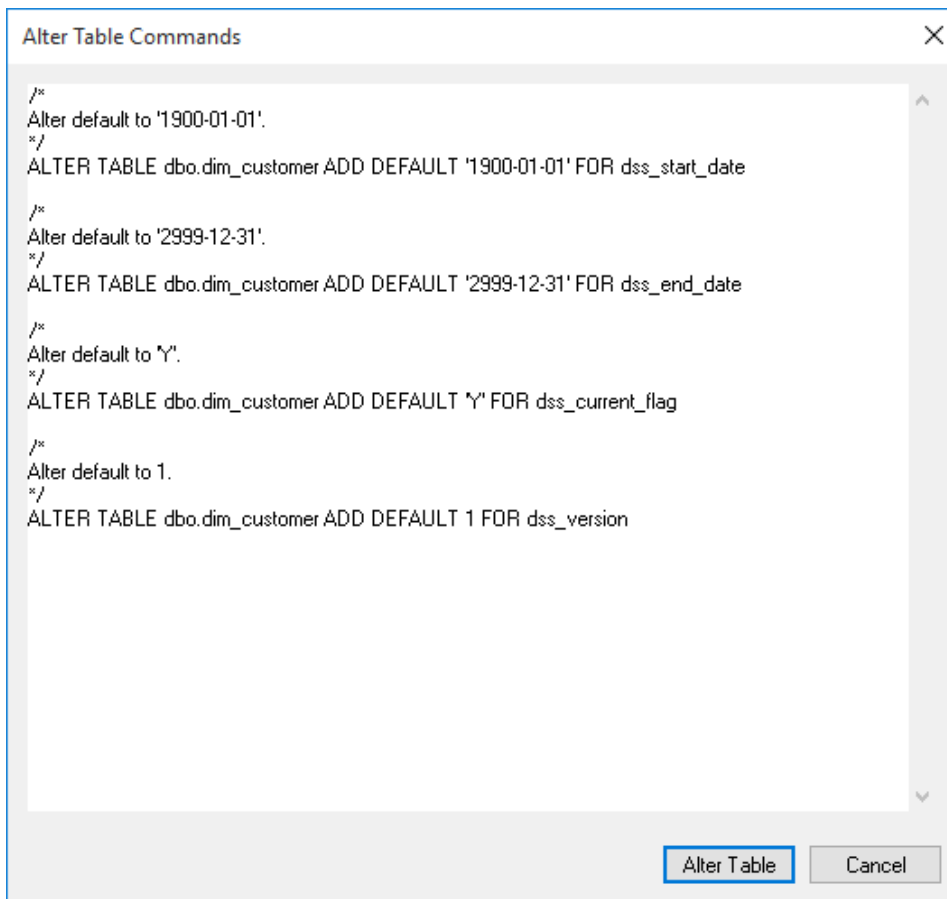 Alter Table Commands
/*
Alter default to '1900-01-01'.
*/
ALTER TABLE dbo.dim_customer ADD DEFAULT '1900-01-01' FOR dss_start_date
/*
Alter default to '2999-12-31'.
*/
ALTER TABLE dbo.dim_customer ADD DEFAULT '2999-12-31' FOR dss_end_date
/*
Alter default to 'Y'.
*/
ALTER TABLE dbo.dim_customer ADD DEFAULT 'Y' FOR dss_current_flag
/*
Alter default to 1.
*/
ALTER TABLE dbo.dim_customer ADD DEFAULT 1 FOR dss_version
Alter Table Cancel